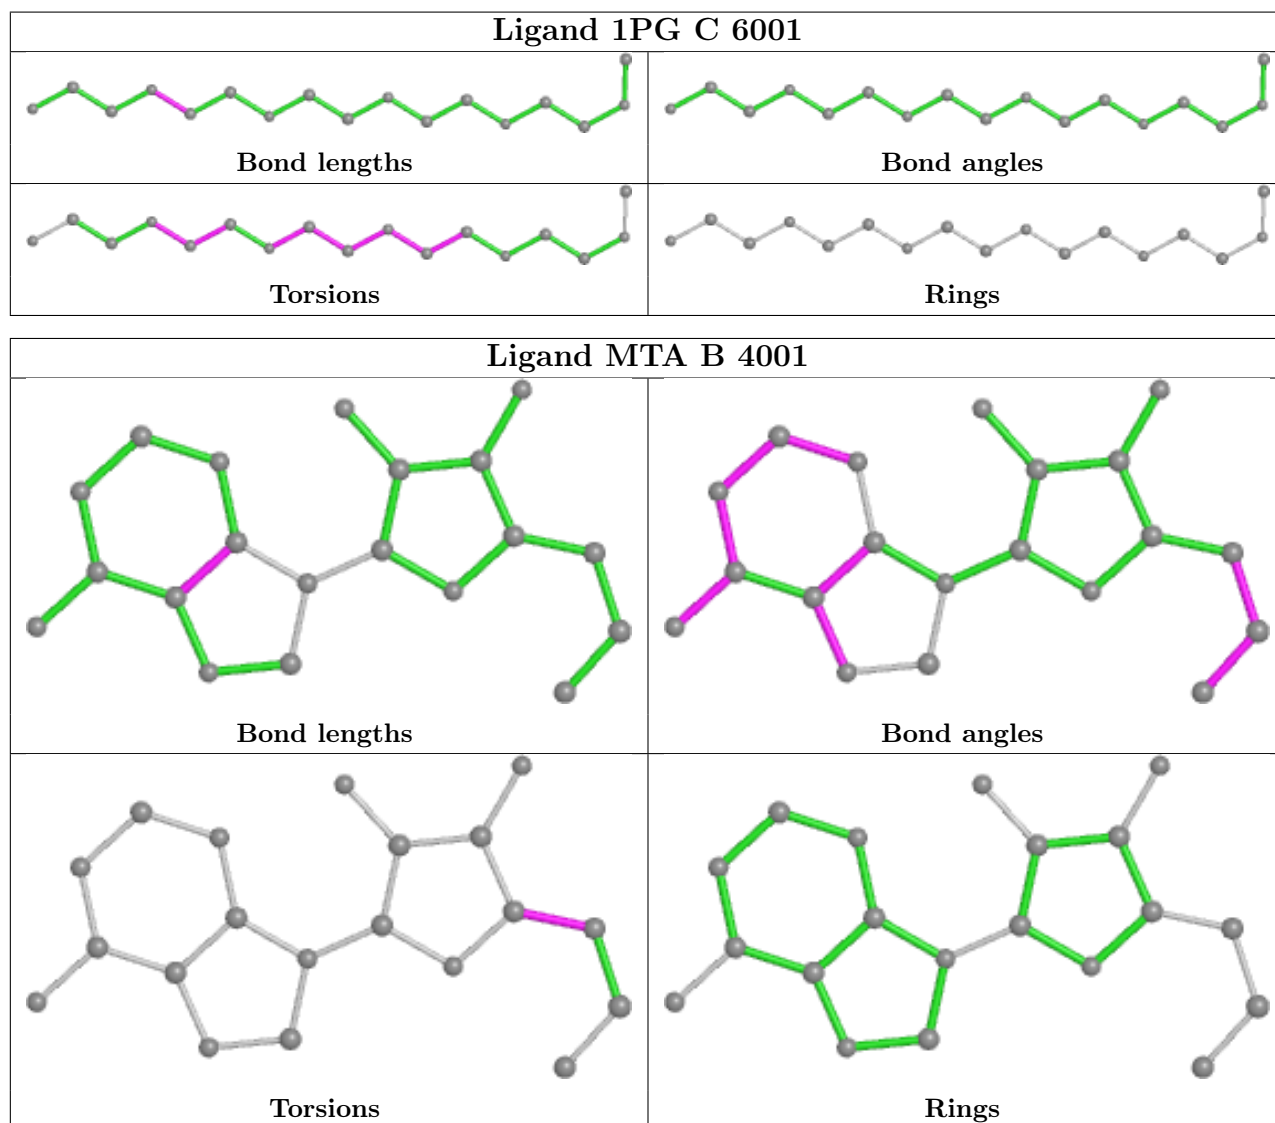 Ligand 1PG C 6001
Bond lengths
Bond angles
Torsions
Rings
Ligand MTA B 4001
Bond lengths
Bond angles
Torsions
Rings